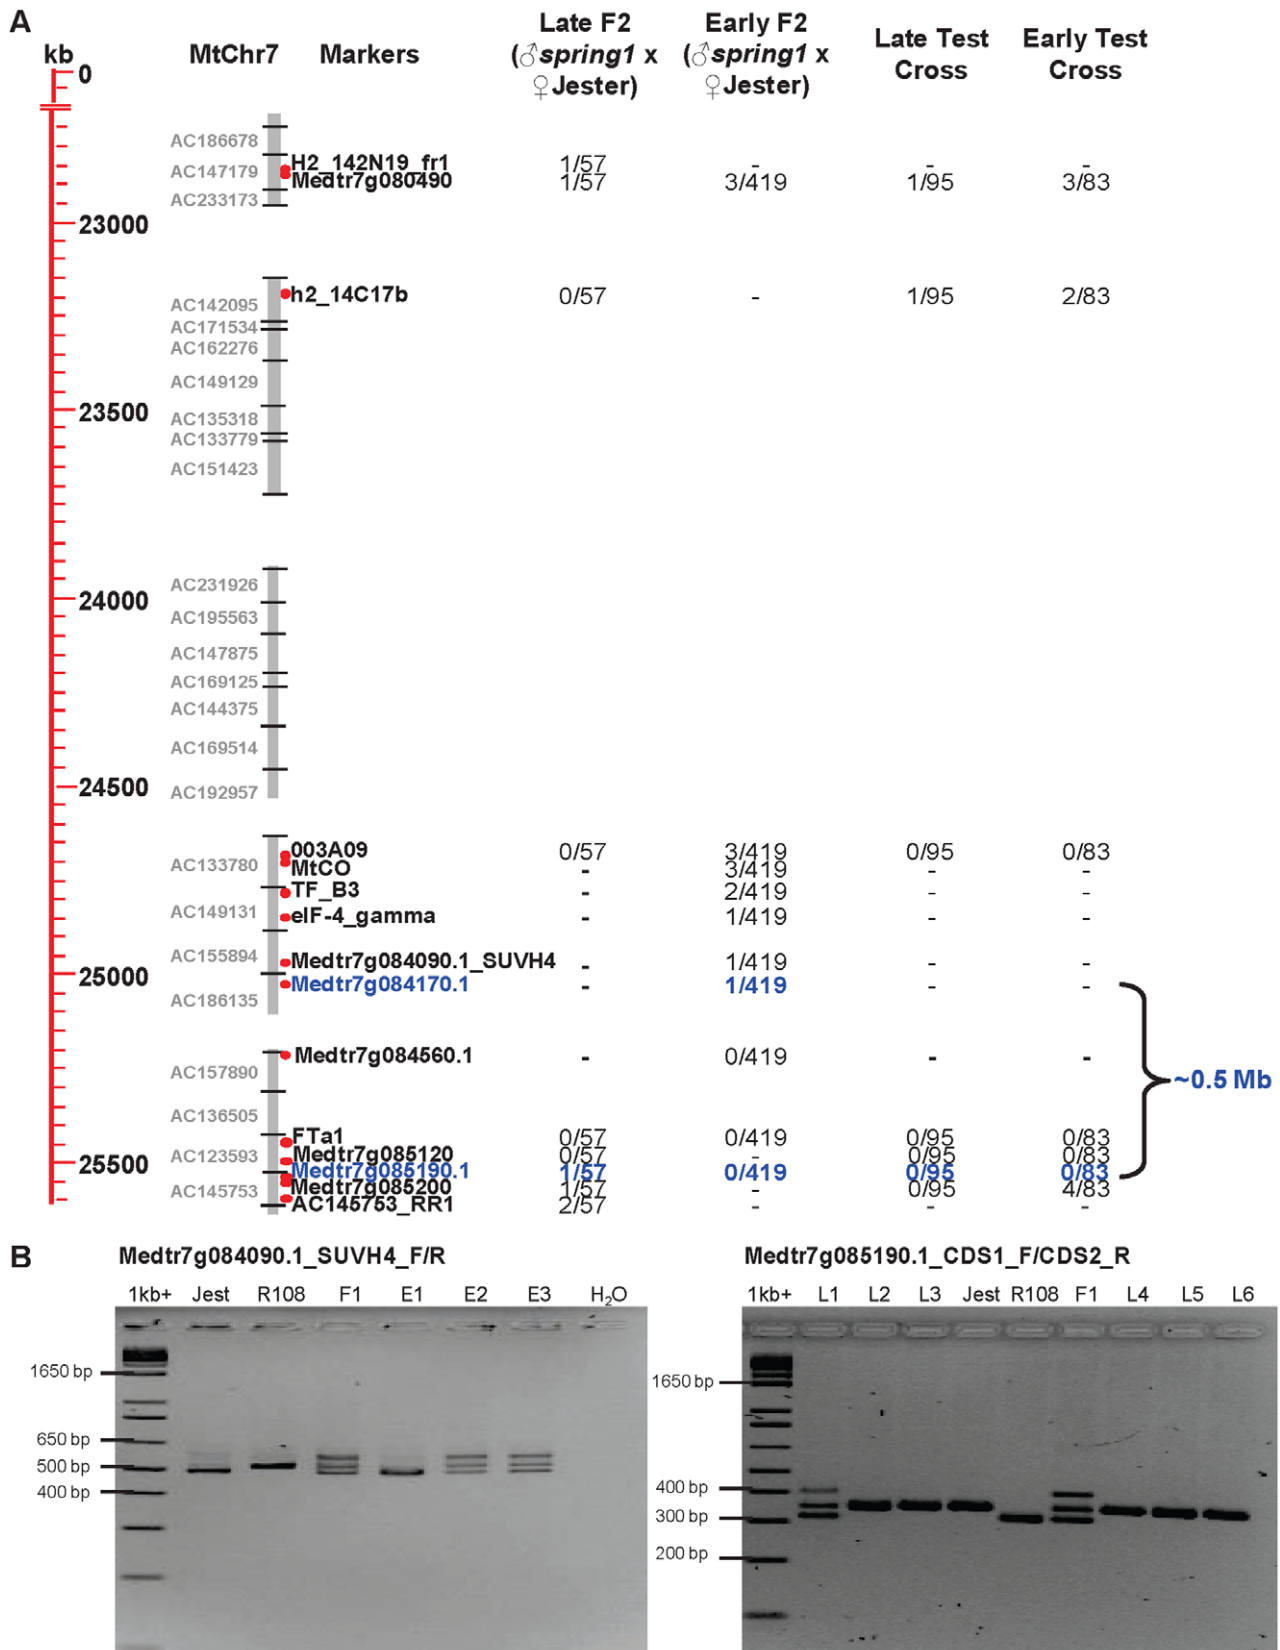 A
kb
MtChr7
Markers
Late F2
(♂spring1 x
♀Jester)
Early F2
(♂spring1 x
♀Jester)
Late Test
Cross
Early Test
Cross
0
AC186678
AC147179
H2_142N19_fr1 1/57 - - -
Medtr7g080490 1/57 3/419 1/95 3/83
AC233173
23000
h2_14C17b 0/57 - 1/95 2/83
AC142095
AC171534
AC162276
AC149129
23500
AC135318
AC133779
AC151423
AC231926
24000
AC195563
AC147875
AC169125
AC144375
AC169514
24500
AC192957
003A09 0/57 3/419 0/95 0/83
AC133780
MtCO - 3/419 - -
TF_B3 - 2/419 - -
AC149131
eIF-4_gamma - 1/419 - -
AC155894
Medtr7g084090.1_SUVH4 - 1/419 - -
25000
Medtr7g084170.1 - 1/419 - -
AC186135
Medtr7g084560.1 - 0/419 - -
AC157890
~0.5 Mb
AC136505
FTa1 0/57 0/419 0/95 0/83
AC123593
Medtr7g085120 0/57 - 0/95 0/83
25500
Medtr7g085190.1 1/57 0/419 0/95 0/83
AC145753
Medtr7g085200 1/57 - 0/95 4/83
AC145753_RR1 2/57 - - -
B
Medtr7g084090.1_SUVH4_F/R
1kb+ Jest R108 F1 E1 E2 E3 H₂O
1650 bp
650 bp
500 bp
400 bp
Medtr7g085190.1_CDS1_F/CDS2_R
1kb+ L1 L2 L3 Jest R108 F1 L4 L5 L6
1650 bp
400 bp
300 bp
200 bp